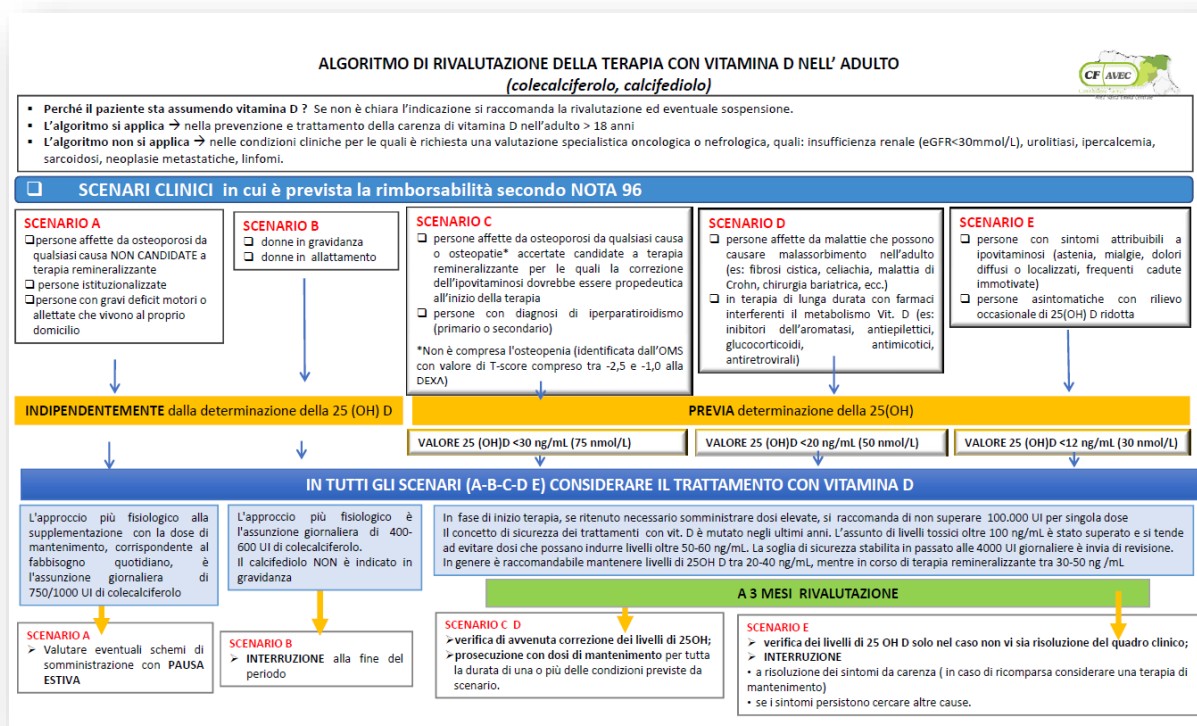 ALGORITMO DI RIVALUTAZIONE DELLA TERAPIA CON VITAMINA D NELL' ADULTO
(colecalciferolo, calcifediolo)
CF AVEC
▪ Perché il paziente sta assumendo vitamina D ? Se non è chiara l'indicazione si raccomanda la rivalutazione ed eventuale sospensione.
▪ L'algoritmo si applica → nella prevenzione e trattamento della carenza di vitamina D nell'adulto > 18 anni
▪ L'algoritmo non si applica → nelle condizioni cliniche per le quali è richiesta una valutazione specialistica oncologica o nefrologica, quali: insufficienza renale (eGFR<30mmol/L), urolitiasi, ipercalcemia,
sarcoidosi, neoplasie metastatiche, linfomi.
❑ SCENARI CLINICI in cui è prevista la rimborsabilità secondo NOTA 96
SCENARIO A
❑persone affette da osteoporosi da
qualsiasi causa NON CANDIDATE a
terapia remineralizzante
❑persone istituzionalizzate
❑persone con gravi deficit motori o
allettate che vivono al proprio
domicilio
SCENARIO B
❑ donne in gravidanza
❑ donne in allattamento
SCENARIO C
❑ persone affette da osteoporosi da qualsiasi causa
o osteopatie* accertate candidate a terapia
remineralizzante per le quali la correzione
dell'ipovitaminosi dovrebbe essere propedeutica
all'inizio della terapia
❑ persone con diagnosi di iperparatiroidismo
(primario o secondario)
*Non è compresa l'osteopenia (identificata dall'OMS
con valore di T-score compreso tra -2,5 e -1,0 alla
DEXA)
SCENARIO D
❑ persone affette da malattie che possono
causare malassorbimento nell'adulto
(es: fibrosi cistica, celiachia, malattia di
Crohn, chirurgia bariatrica, ecc.)
❑ in terapia di lunga durata con farmaci
interferenti il metabolismo Vit. D (es:
inibitori dell'aromatasi, antiepilettici,
glucocorticoidi, antimicotici,
antiretrovirali)
SCENARIO E
❑ persone con sintomi attribuibili a
ipovitaminosi (astenia, mialgie, dolori
diffusi o localizzati, frequenti cadute
immotivate)
❑ persone asintomatiche con rilievo
occasionale di 25(OH) D ridotta
INDIPENDENTEMENTE dalla determinazione della 25 (OH) D
PREVIA determinazione della 25(OH)
VALORE 25 (OH)D <30 ng/mL (75 nmol/L)
VALORE 25 (OH)D <20 ng/mL (50 nmol/L)
VALORE 25 (OH)D <12 ng/mL (30 nmol/L)
IN TUTTI GLI SCENARI (A-B-C-D E) CONSIDERARE IL TRATTAMENTO CON VITAMINA D
L'approccio più fisiologico alla
supplementazione con la dose di
mantenimento, corrispondente al
fabbisogno quotidiano, è
l'assunzione giornaliera di
750/1000 UI di colecalciferolo
L'approccio più fisiologico è
l'assunzione giornaliera di 400-
600 UI di colecalciferolo.
Il calcifediolo NON è indicato in
gravidanza
In fase di inizio terapia, se ritenuto necessario somministrare dosi elevate, si raccomanda di non superare 100.000 UI per singola dose
Il concetto di sicurezza dei trattamenti con vit. D è mutato negli ultimi anni. L'assunto di livelli tossici oltre 100 ng/mL è stato superato e si tende
ad evitare dosi che possano indurre livelli oltre 50-60 ng/mL. La soglia di sicurezza stabilita in passato alle 4000 UI giornaliere è invia di revisione.
In genere è raccomandabile mantenere livelli di 25OH D tra 20-40 ng/mL, mentre in corso di terapia remineralizzante tra 30-50 ng /mL
A 3 MESI RIVALUTAZIONE
SCENARIO A
➢ Valutare eventuali schemi di
somministrazione con PAUSA
ESTIVA
SCENARIO B
➢ INTERRUZIONE alla fine del
periodo
SCENARIO C D
➢verifica di avvenuta correzione dei livelli di 25OH;
➢prosecuzione con dosi di mantenimento per tutta
la durata di una o più delle condizioni previste da
scenario.
SCENARIO E
➢ verifica dei livelli di 25 OH D solo nel caso non vi sia risoluzione del quadro clinico;
➢ INTERRUZIONE
• a risoluzione dei sintomi da carenza ( in caso di ricomparsa considerare una terapia di
mantenimento)
• se i sintomi persistono cercare altre cause.